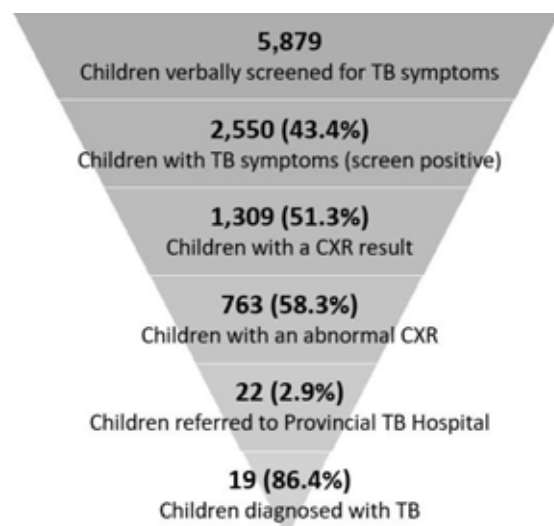 5,879
Children verbally screened for TB symptoms
2,550 (43.4%)
Children with TB symptoms (screen positive)
1,309 (51.3%)
Children with a CXR result
763 (58.3%)
Children with an abnormal CXR
22 (2.9%)
Children referred to Provincial TB Hospital
19 (86.4%)
Children diagnosed with TB